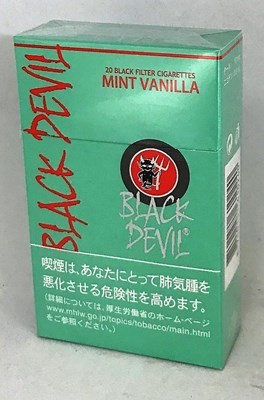 20 BLACK FILTER CIGARETTES
MINT VANILLA
BLACK DEVIL
BLACK
DEVIL®
喫煙は、あなたにとって肺気腫を
悪化させる危険性を高めます。
(詳細については、厚生労働省のホーム・ページ
www.mhlw.go.jp/topics/tobacco/main.html
をご参照ください。)